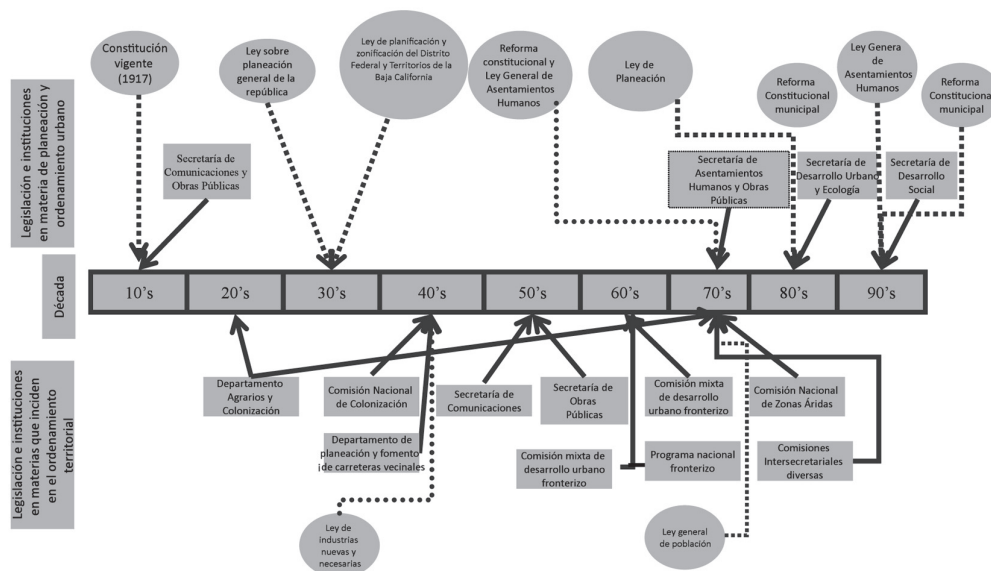 Legislación e instituciones
en materia de planeación y
ordenamiento urbano
Constitución
vigente
(1917)
Ley sobre
planeación
general de la
república
Ley de planificación y
zonificación del Distrito
Federal y Territorios de la
Baja California
Reforma
constitucional y
Ley General de
Asentamientos
Humanos
Ley de
Planeación
Reforma
Constitucional
municipal
Ley Genera
de
Asentamientos
Humanos
Reforma
Constitucional
municipal
Secretaría de
Comunicaciones y
Obras Públicas
Secretaría de
Asentamientos
Humanos y Obras
Públicas
Secretaría de
Desarrollo Urbano
y Ecología
Secretaría de
Desarrollo
Social
Década
10's
20's
30's
40's
50's
60's
70's
80's
90's
Legislación e instituciones
en materias que inciden
en el ordenamiento
territorial
Departamento
Agrarios y
Colonización
Comisión Nacional
de Colonización
Secretaría de
Comunicaciones
Secretaría de
Obras
Públicas
Comisión mixta
de desarrollo
urbano fronterizo
Comisión Nacional
de Zonas Áridas
Departamento de
planeación y fomento
¡de carreteras vecinales
Comisión mixta de
desarrollo urbano
fronterizo
Programa nacional
fronterizo
Comisiones
Intersecretariales
diversas
Ley de
industrias
nuevas y
necesarias
Ley general
de población